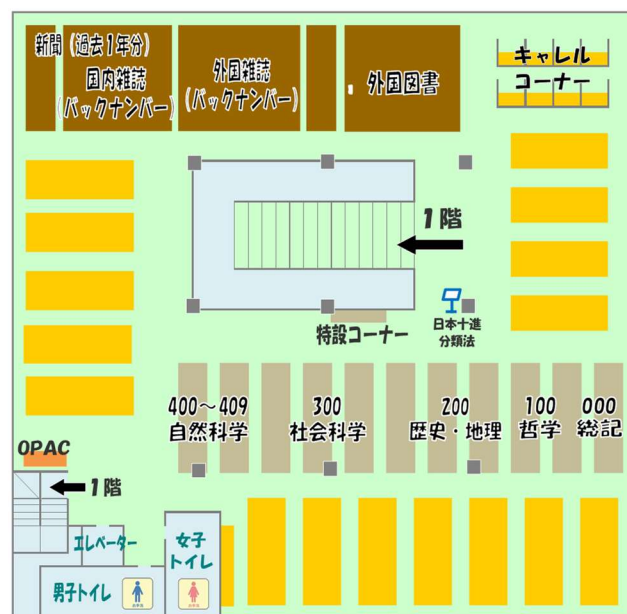 新聞（過去1年分）
国内雑誌
（バックナンバー）
外国雑誌
（バックナンバー）
外国図書
キャレル
コーナー
1階
特設コーナー
日本十進
分類法
400～409
自然科学
300
社会科学
200
歴史・地理
100
哲学
000
総記
OPAC
1階
エレベーター
女子
トイレ
男子トイレ